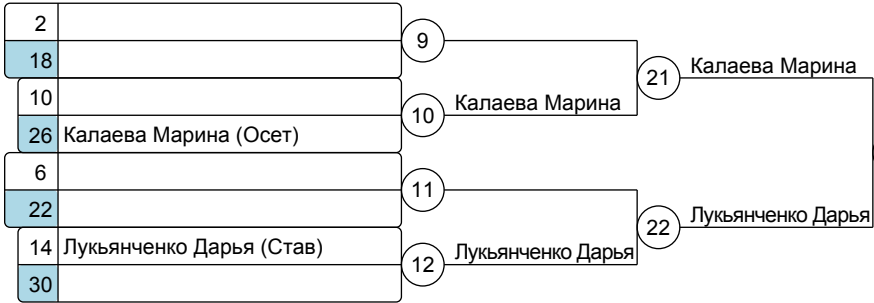 2
9
18
21 Калаева Марина
10
10 Калаева Марина
26 Калаева Марина (Осет)
6
11
22
22 Лукьянченко Дарья
14 Лукьянченко Дарья (Став)
12 Лукьянченко Дарья
30